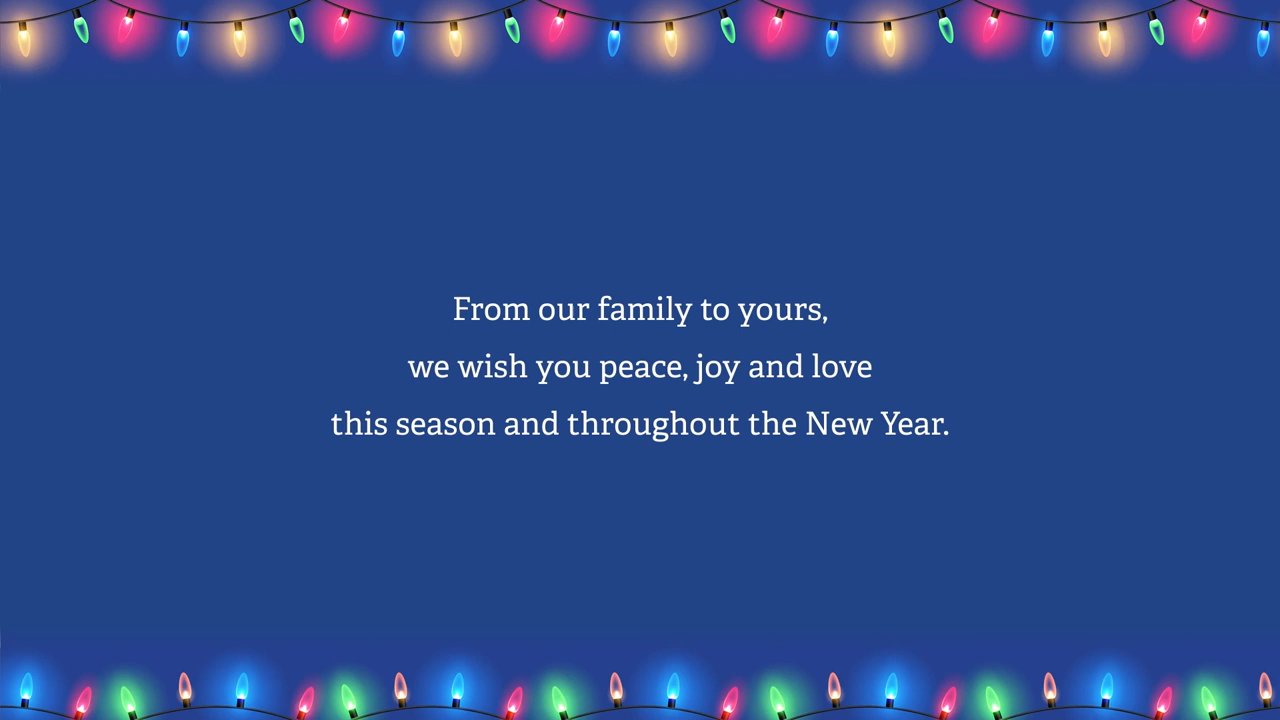 From our family to yours,
we wish you peace, joy and love
this season and throughout the New Year.